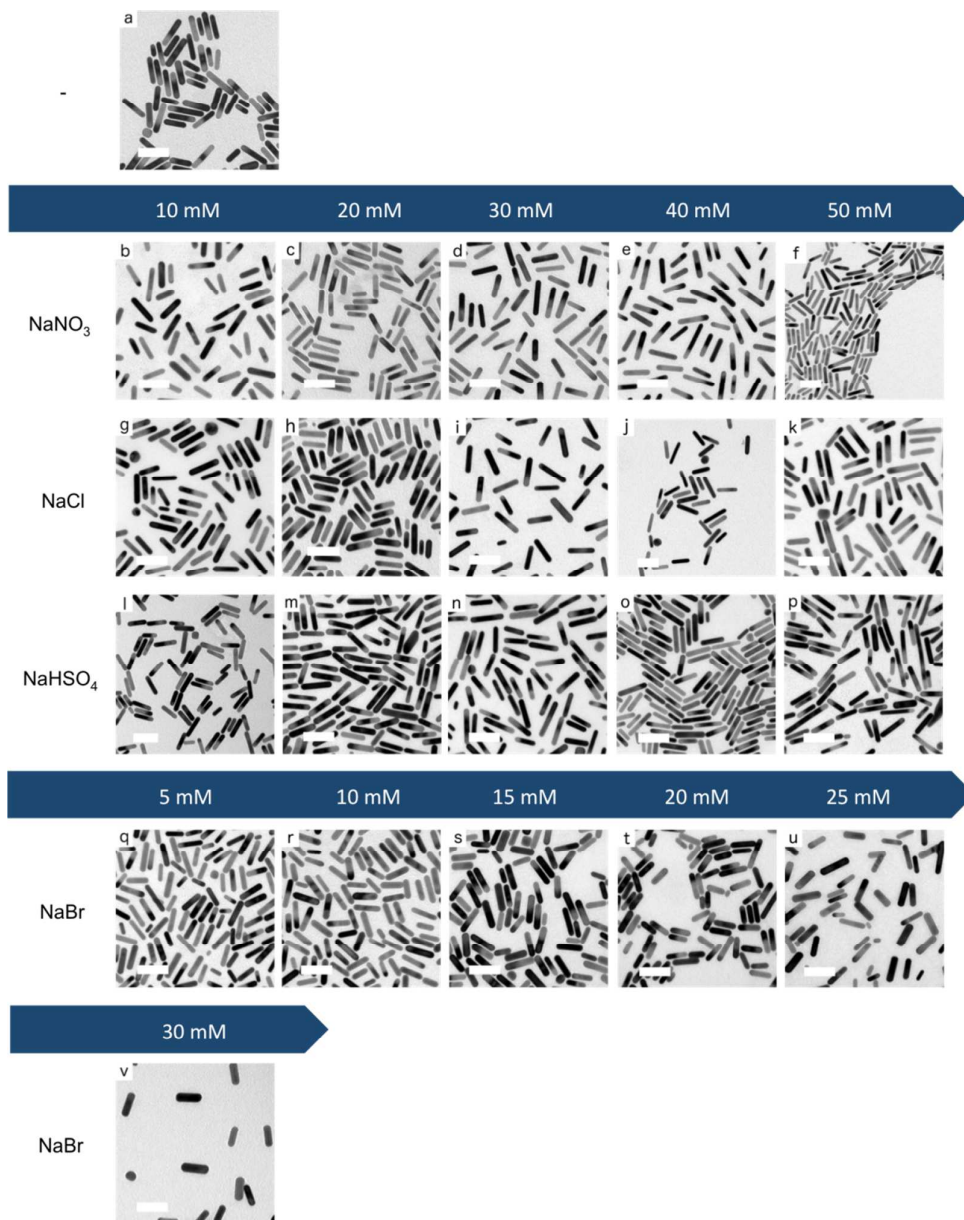 a
-
10 mM 20 mM 30 mM 40 mM 50 mM
b c d e f
NaNO₃
g h i j k
NaCl
l m n o p
NaHSO₄
5 mM 10 mM 15 mM 20 mM 25 mM
q r s t u
NaBr
30 mM
v
NaBr